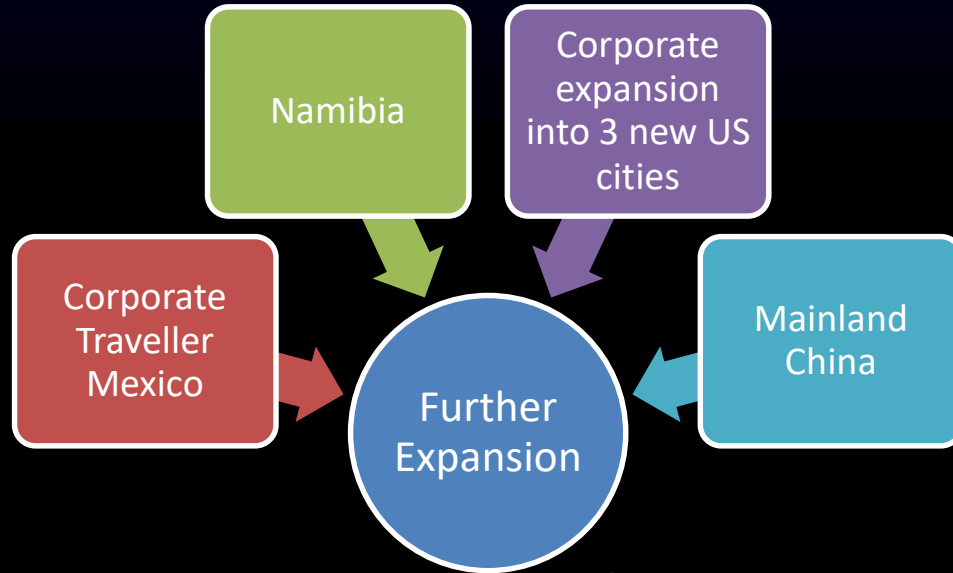 Namibia
Corporate
expansion
into 3 new US
cities
Corporate
Traveller
Mexico
Mainland
China
Further
Expansion